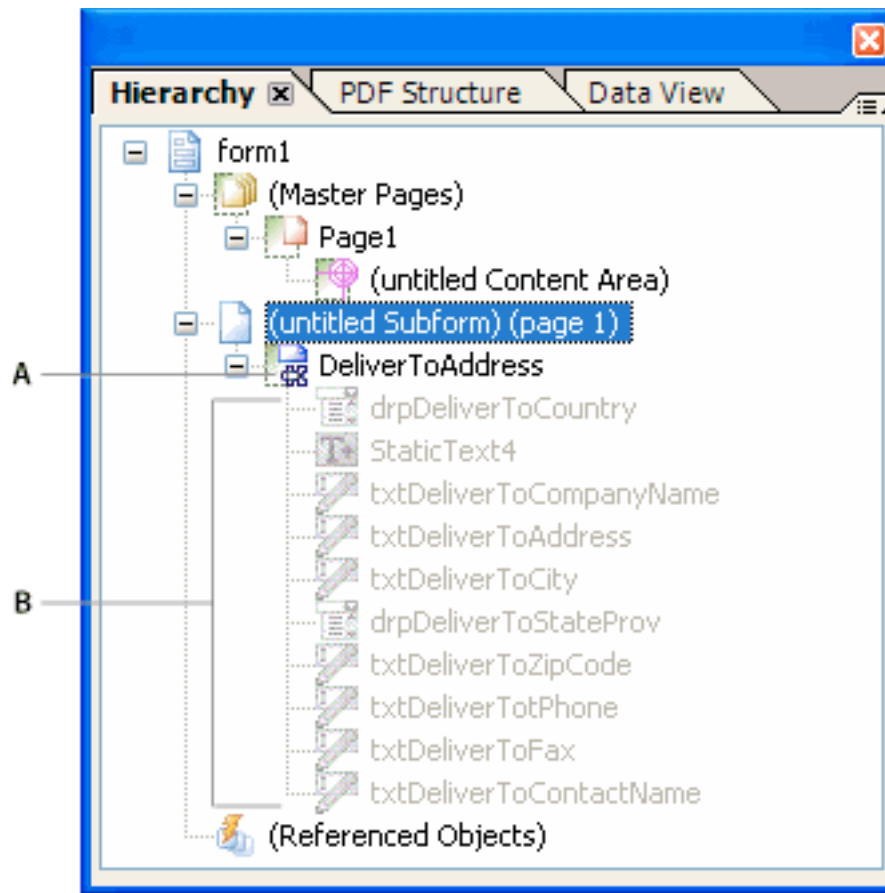 Hierarchy PDF Structure Data View
form1
(Master Pages)
Page1
(untitled Content Area)
(untitled Subform) (page 1)
A DeliverToAddress
drpDeliverToCountry
StaticText4
txtDeliverToCompanyName
txtDeliverToAddress
txtDeliverToCity
B drpDeliverToStateProv
txtDeliverToZipCode
txtDeliverTotPhone
txtDeliverToFax
txtDeliverToContactName
(Referenced Objects)